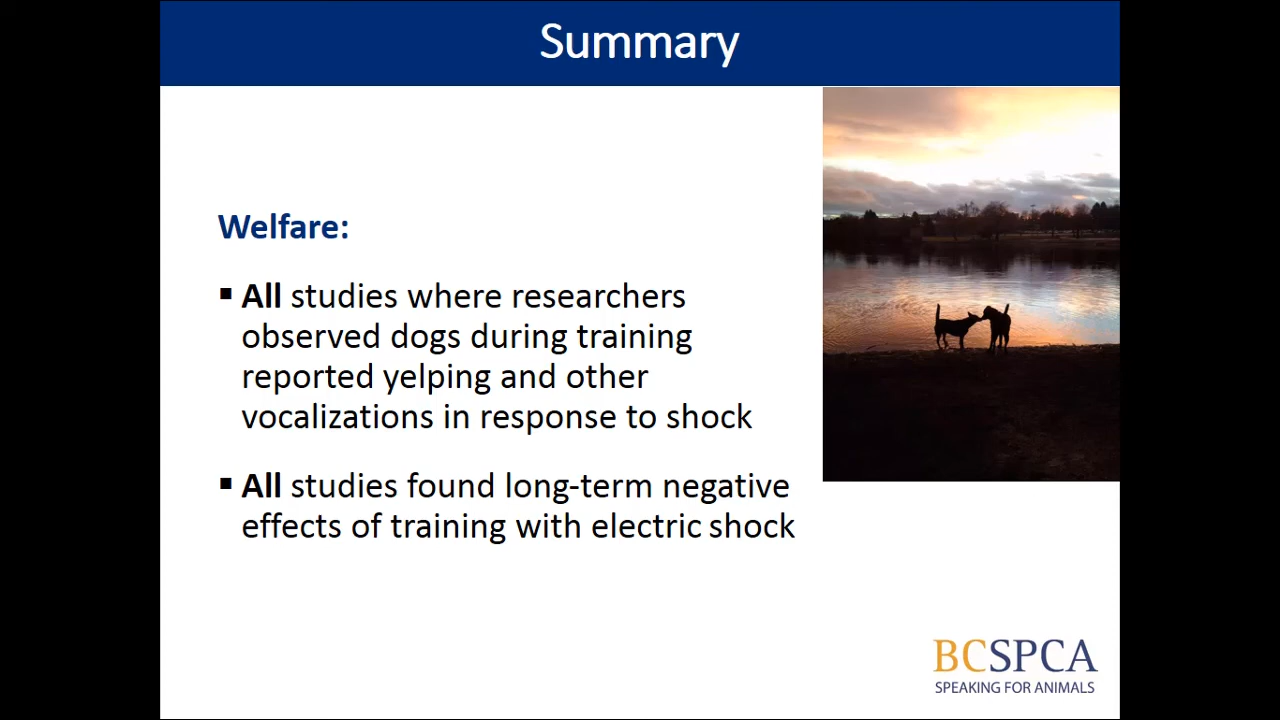 Summary
Welfare:
▪ All studies where researchers
observed dogs during training
reported yelping and other
vocalizations in response to shock
▪ All studies found long-term negative
effects of training with electric shock
BCSPCA
SPEAKING FOR ANIMALS